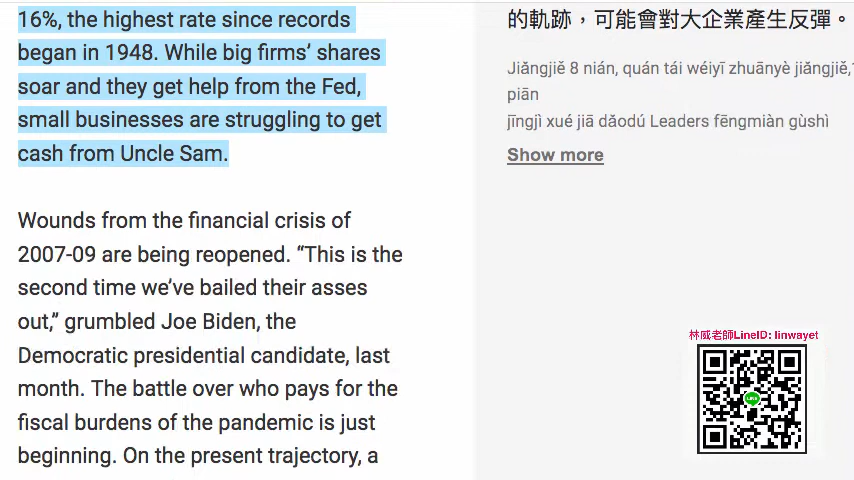 16%, the highest rate since records
began in 1948. While big firms’ shares
soar and they get help from the Fed,
small businesses are struggling to get
cash from Uncle Sam.
Wounds from the financial crisis of
2007-09 are being reopened. “This is the
second time we’ve bailed their asses
out,” grumbled Joe Biden, the
Democratic presidential candidate, last
month. The battle over who pays for the
fiscal burdens of the pandemic is just
beginning. On the present trajectory, a
的軌跡，可能會對大企業產生反彈。
Jiǎngjiě 8 nián, quán tái wéiyī zhuānyè jiǎngjiě,
piān
jīngjì xué jiā dǎodú Leaders fēngmiàn gùshì
Show more
林威老師LineID: linwayet
LINE